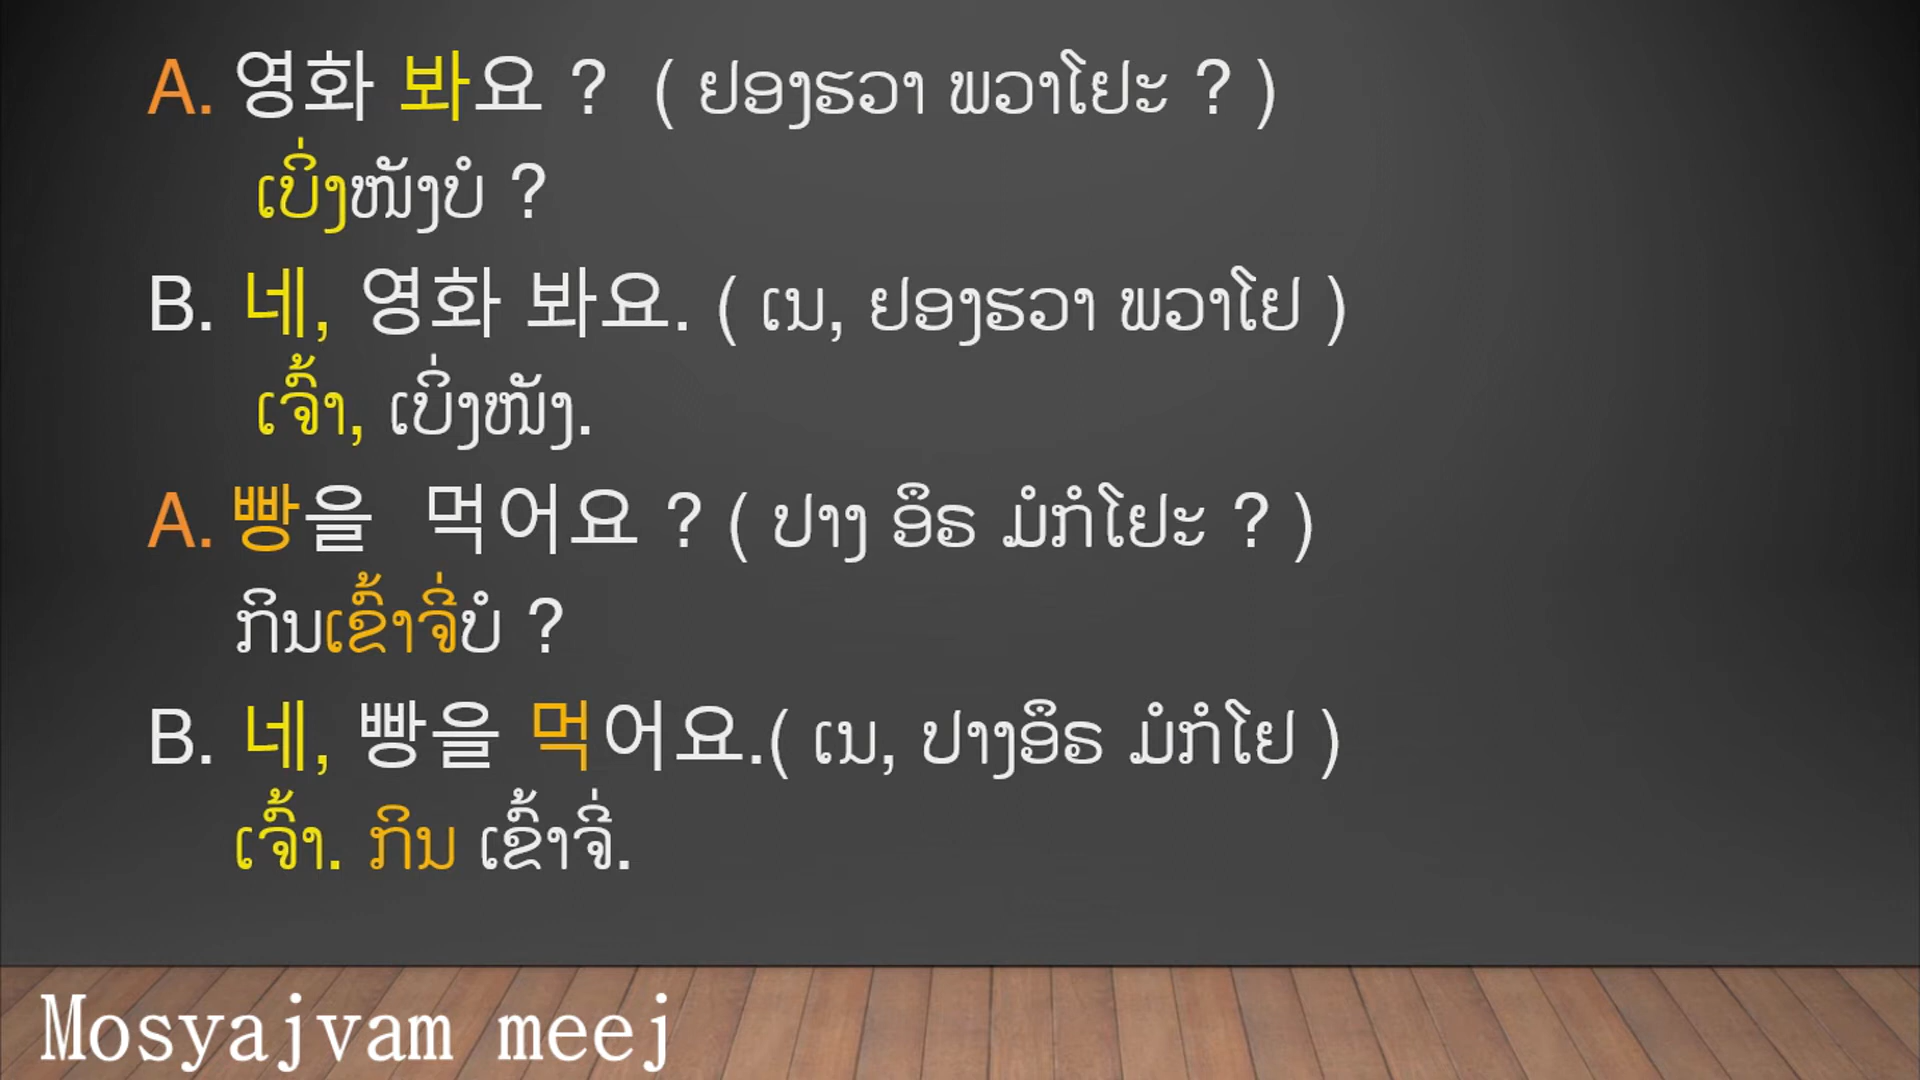 A. 영화 봐요 ? ( ຢອງຮວາ ພວາໂຢະ ? )
ເບິ່ງໜັງບໍ ?
B. 네, 영화 봐요. ( ເນ, ຢອງຮວາ ພວາໂຢ )
ເຈົ້າ, ເບິ່ງໜັງ.
A. 빵을 먹어요 ? ( ປາງ ອຶຣ ມໍກໍໂຢະ ? )
ກິນເຂົ້າຈີ່ບໍ ?
B. 네, 빵을 먹어요.( ເນ, ປາງອຶຣ ມໍກໍໂຢ )
ເຈົ້າ. ກິນ ເຂົ້າຈີ່.
Mosyajvam meej